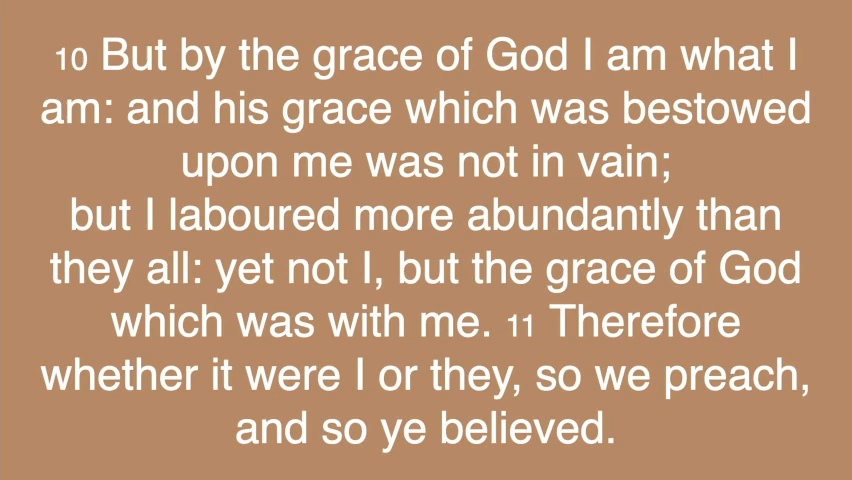 10 But by the grace of God I am what I
am: and his grace which was bestowed
upon me was not in vain;
but I laboured more abundantly than
they all: yet not I, but the grace of God
which was with me. 11 Therefore
whether it were I or they, so we preach,
and so ye believed.